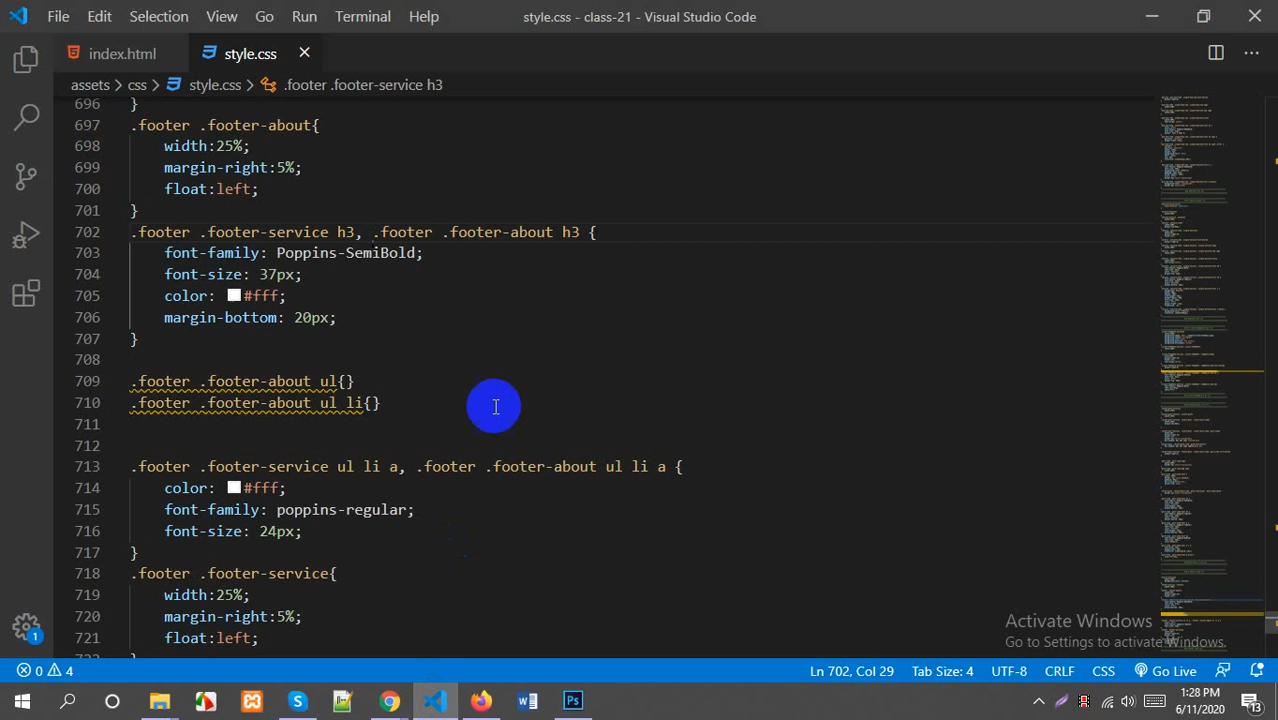 File Edit Selection View Go Run Terminal Help style.css - class-21 - Visual Studio Code
index.html style.css
assets > css > style.css > .footer .footer-service h3
696 }
697 .footer .footer-about{
698 width:25%;
699 margin-right:5%;
700 float:left;
701 }
702 .footer .footer-service h3, .footer .footer-about h3 {
703 font-family: Poppins-SemiBold;
704 font-size: 37px;
705 color: #fff;
706 margin-bottom: 20px;
707 }
708
709 .footer .footer-about ul{}
710 .footer .footer-about ul li{}
711
712
713 .footer .footer-service ul li a, .footer .footer-about ul li a {
714 color: #fff;
715 font-family: poppins-regular;
716 font-size: 24px;
717 }
718 .footer .footer-service{
719 width:25%;
720 margin-right:5%;
721 float:left;
Activate Windows
Go to Settings to activate Windows.
1
0 4 Ln 702, Col 29 Tab Size: 4 UTF-8 CRLF CSS Go Live
1:28 PM
6/11/2020
13